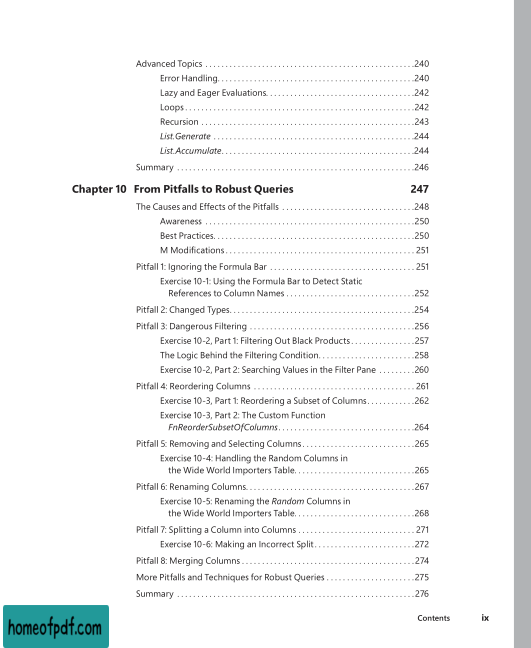 Advanced Topics . . . . . . . . . . . . . . . . . . . . . . . . . . . . . . . . . . . . . . . . . . . . . . . . . . . .240
Error Handling. . . . . . . . . . . . . . . . . . . . . . . . . . . . . . . . . . . . . . . . . . . . . . . . .240
Lazy and Eager Evaluations. . . . . . . . . . . . . . . . . . . . . . . . . . . . . . . . . . . . .242
Loops . . . . . . . . . . . . . . . . . . . . . . . . . . . . . . . . . . . . . . . . . . . . . . . . . . . . . . . . .242
Recursion . . . . . . . . . . . . . . . . . . . . . . . . . . . . . . . . . . . . . . . . . . . . . . . . . . . . .243
List.Generate . . . . . . . . . . . . . . . . . . . . . . . . . . . . . . . . . . . . . . . . . . . . . . . . . .244
List.Accumulate. . . . . . . . . . . . . . . . . . . . . . . . . . . . . . . . . . . . . . . . . . . . . . . .244
Summary . . . . . . . . . . . . . . . . . . . . . . . . . . . . . . . . . . . . . . . . . . . . . . . . . . . . . . . . . . .246
Chapter 10 From Pitfalls to Robust Queries 247
The Causes and Effects of the Pitfalls . . . . . . . . . . . . . . . . . . . . . . . . . . . . . . . . .248
Awareness . . . . . . . . . . . . . . . . . . . . . . . . . . . . . . . . . . . . . . . . . . . . . . . . . . . .250
Best Practices. . . . . . . . . . . . . . . . . . . . . . . . . . . . . . . . . . . . . . . . . . . . . . . . . .250
M Modifications . . . . . . . . . . . . . . . . . . . . . . . . . . . . . . . . . . . . . . . . . . . . . . . 251
Pitfall 1: Ignoring the Formula Bar . . . . . . . . . . . . . . . . . . . . . . . . . . . . . . . . . . . . 251
Exercise 10-1: Using the Formula Bar to Detect Static
References to Column Names . . . . . . . . . . . . . . . . . . . . . . . . . . . . . . . .252
Pitfall 2: Changed Types. . . . . . . . . . . . . . . . . . . . . . . . . . . . . . . . . . . . . . . . . . . . . .254
Pitfall 3: Dangerous Filtering . . . . . . . . . . . . . . . . . . . . . . . . . . . . . . . . . . . . . . . . .256
Exercise 10-2, Part 1: Filtering Out Black Products . . . . . . . . . . . . . . . .257
The Logic Behind the Filtering Condition. . . . . . . . . . . . . . . . . . . . . . . .258
Exercise 10-2, Part 2: Searching Values in the Filter Pane . . . . . . . . .260
Pitfall 4: Reordering Columns . . . . . . . . . . . . . . . . . . . . . . . . . . . . . . . . . . . . . . . . 261
Exercise 10-3, Part 1: Reordering a Subset of Columns . . . . . . . . . . . .262
Exercise 10-3, Part 2: The Custom Function
FnReorderSubsetOfColumns . . . . . . . . . . . . . . . . . . . . . . . . . . . . . . . . . .264
Pitfall 5: Removing and Selecting Columns . . . . . . . . . . . . . . . . . . . . . . . . . . . .265
Exercise 10-4: Handling the Random Columns in
the Wide World Importers Table. . . . . . . . . . . . . . . . . . . . . . . . . . . . . .265
Pitfall 6: Renaming Columns. . . . . . . . . . . . . . . . . . . . . . . . . . . . . . . . . . . . . . . . . .267
Exercise 10-5: Renaming the Random Columns in
the Wide World Importers Table. . . . . . . . . . . . . . . . . . . . . . . . . . . . . .268
Pitfall 7: Splitting a Column into Columns . . . . . . . . . . . . . . . . . . . . . . . . . . . . . 271
Exercise 10-6: Making an Incorrect Split . . . . . . . . . . . . . . . . . . . . . . . . .272
Pitfall 8: Merging Columns . . . . . . . . . . . . . . . . . . . . . . . . . . . . . . . . . . . . . . . . . . .274
More Pitfalls and Techniques for Robust Queries . . . . . . . . . . . . . . . . . . . . . .275
Summary . . . . . . . . . . . . . . . . . . . . . . . . . . . . . . . . . . . . . . . . . . . . . . . . . . . . . . . . . . .276
Contents ix
homeofpdf.com